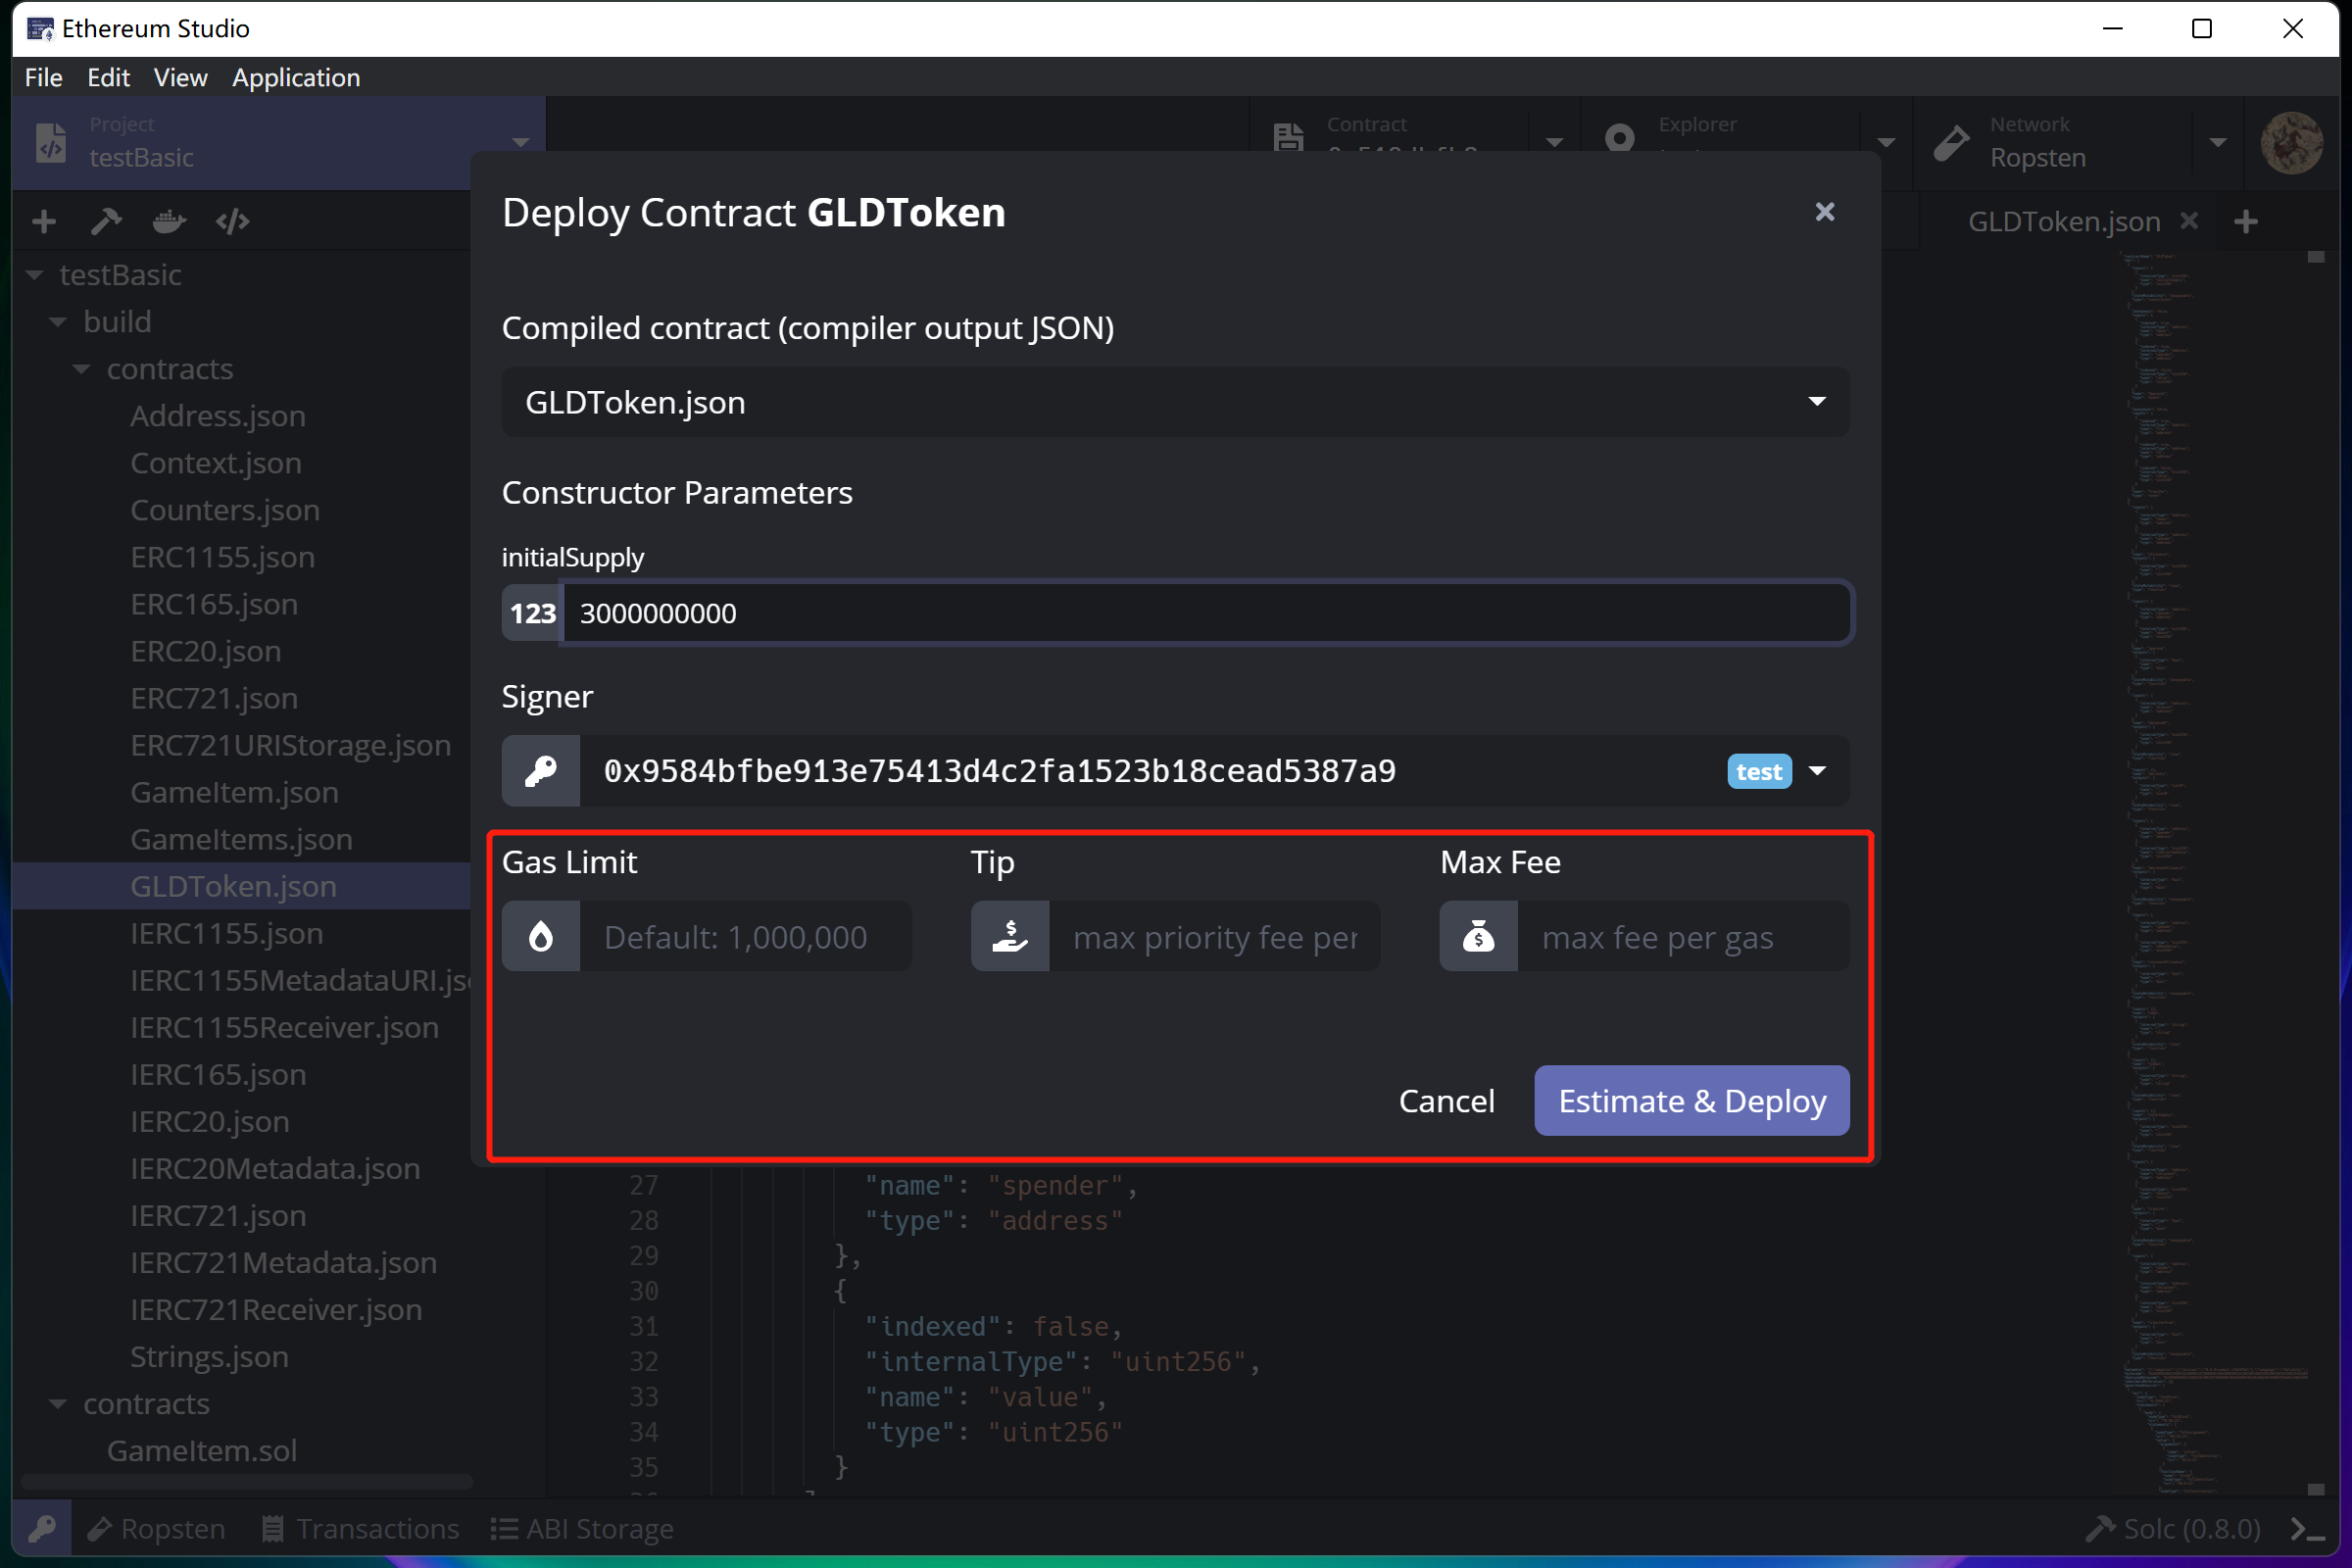 Ethereum Studio
File Edit View Application
Project
testBasic
Contract
Explorer
Network
Ropsten
Deploy Contract GLDToken
GLDToken.json
testBasic
build
contracts
Address.json
Context.json
Counters.json
ERC1155.json
ERC165.json
ERC20.json
ERC721.json
ERC721URIStorage.json
GameItem.json
GameItems.json
GLDToken.json
IERC1155.json
IERC1155MetadataURI.js
IERC1155Receiver.json
IERC165.json
IERC20.json
IERC20Metadata.json
IERC721.json
IERC721Metadata.json
IERC721Receiver.json
Strings.json
contracts
GameItem.sol
Compiled contract (compiler output JSON)
GLDToken.json
Constructor Parameters
initialSupply
123 3000000000
Signer
0x9584bfbe913e75413d4c2fa1523b18cead5387a9 test
Gas Limit Tip Max Fee
Default: 1,000,000 max priority fee per max fee per gas
Cancel Estimate & Deploy
27 "name": "spender",
28 "type": "address"
29 },
30 {
31 "indexed": false,
32 "internalType": "uint256",
33 "name": "value",
34 "type": "uint256"
35 }
Ropsten Transactions ABI Storage Solc (0.8.0)